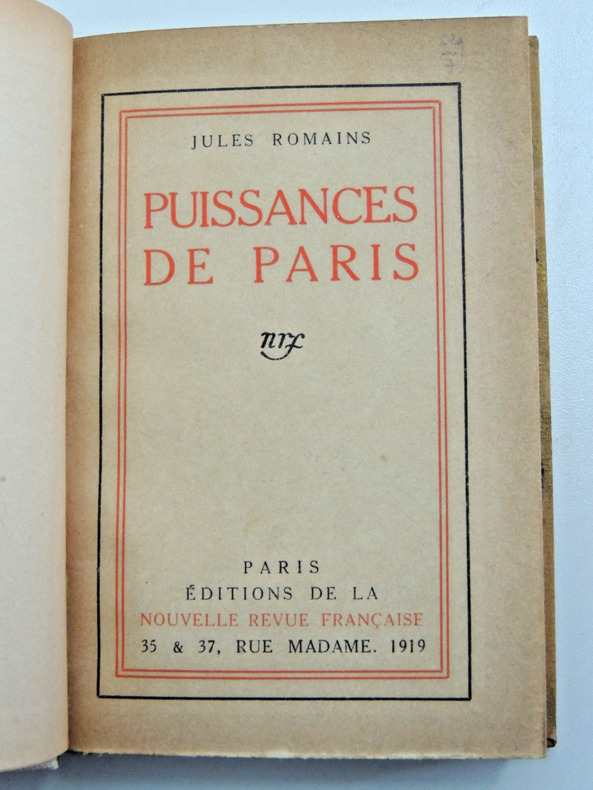 JULES ROMAINS
PUISSANCES
DE PARIS
nrf
PARIS
ÉDITIONS DE LA
NOUVELLE REVUE FRANÇAISE
35 & 37, RUE MADAME. 1919